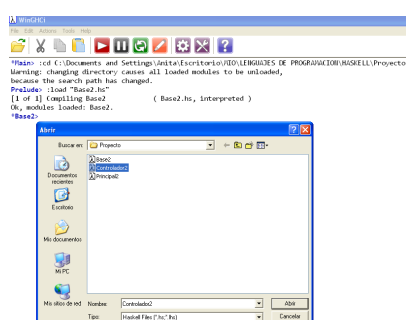 WinGHCi
File Edit Actions Tools Help
*Main> :cd C:\Documents and Settings\Anita\Escritorio\AIO\LENGUAJES DE PROGRAMACION\HASKELL\Proyecto
Warning: changing directory causes all loaded modules to be unloaded,
because the search path has changed.
Prelude> :load "Base2.hs"
[1 of 1] Compiling Base2 ( Base2.hs, interpreted )
Ok, modules loaded: Base2.
*Base2>
Abrir
Buscar en: Proyecto
Base2
Controlador2
Principal2
Documentos recientes
Escritorio
Mis documentos
Mi PC
Mis sitios de red
Nombre: Controlador2 Abrir
Tipo: Haskell Files (*.hs;*.lhs) Cancelar